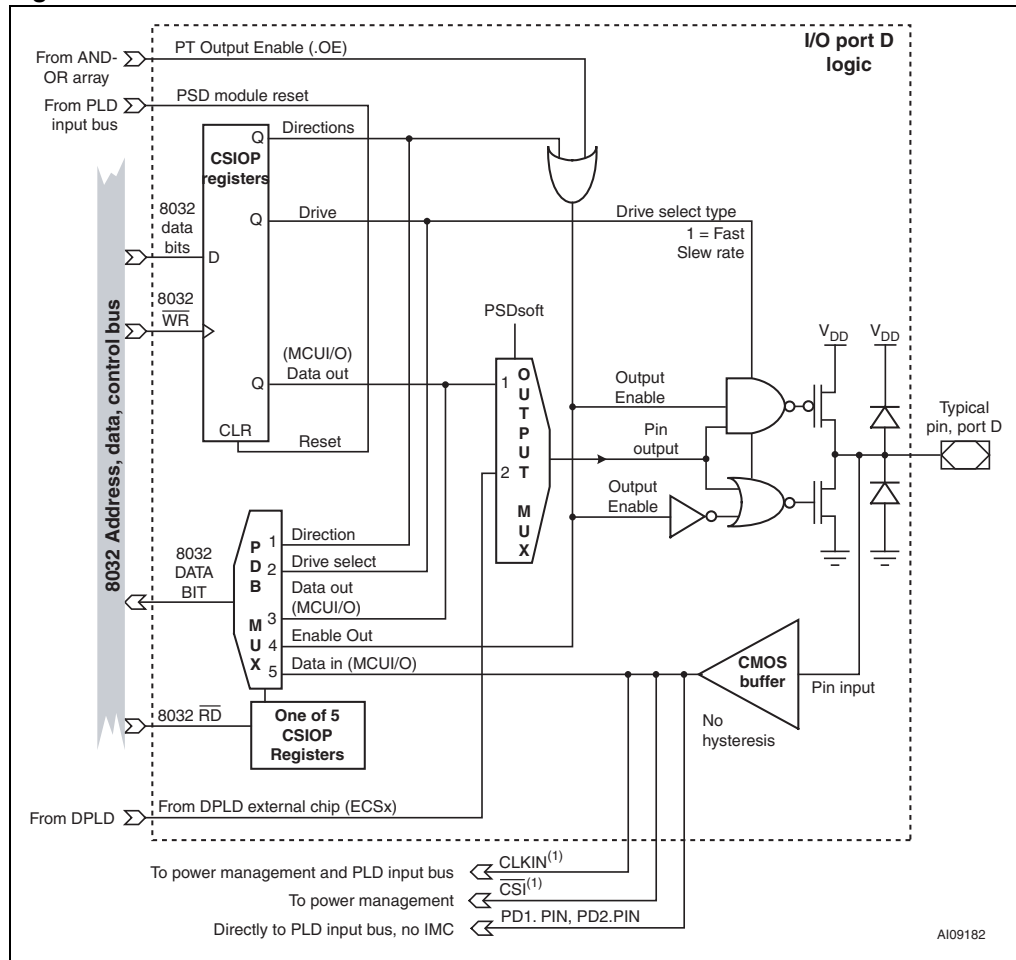 I/O port D
logic
From AND-
OR array
PT Output Enable (.OE)
From PLD
input bus
PSD module reset
8032 Address, data, control bus
8032
data
bits
8032
WR
CSIOP
registers
Q
Directions
Q
Drive
D
Q
(MCUI/O)
Data out
CLR
Reset
Drive select type
1 = Fast
Slew rate
PSDsoft
1
2
OUTPUT MUX
Output
Enable
Pin
output
Output
Enable
VDD
VDD
Typical
pin, port D
8032
DATA
BIT
PDB MUX
1
Direction
2
Drive select
Data out
3
(MCUI/O)
4
Enable Out
5
Data in (MCUI/O)
CMOS
buffer
Pin input
No
hysteresis
8032 RD
One of 5
CSIOP
Registers
From DPLD
From DPLD external chip (ECSx)
To power management and PLD input bus
CLKIN(1)
To power management
CSI(1)
Directly to PLD input bus, no IMC
PD1. PIN, PD2.PIN
AI09182